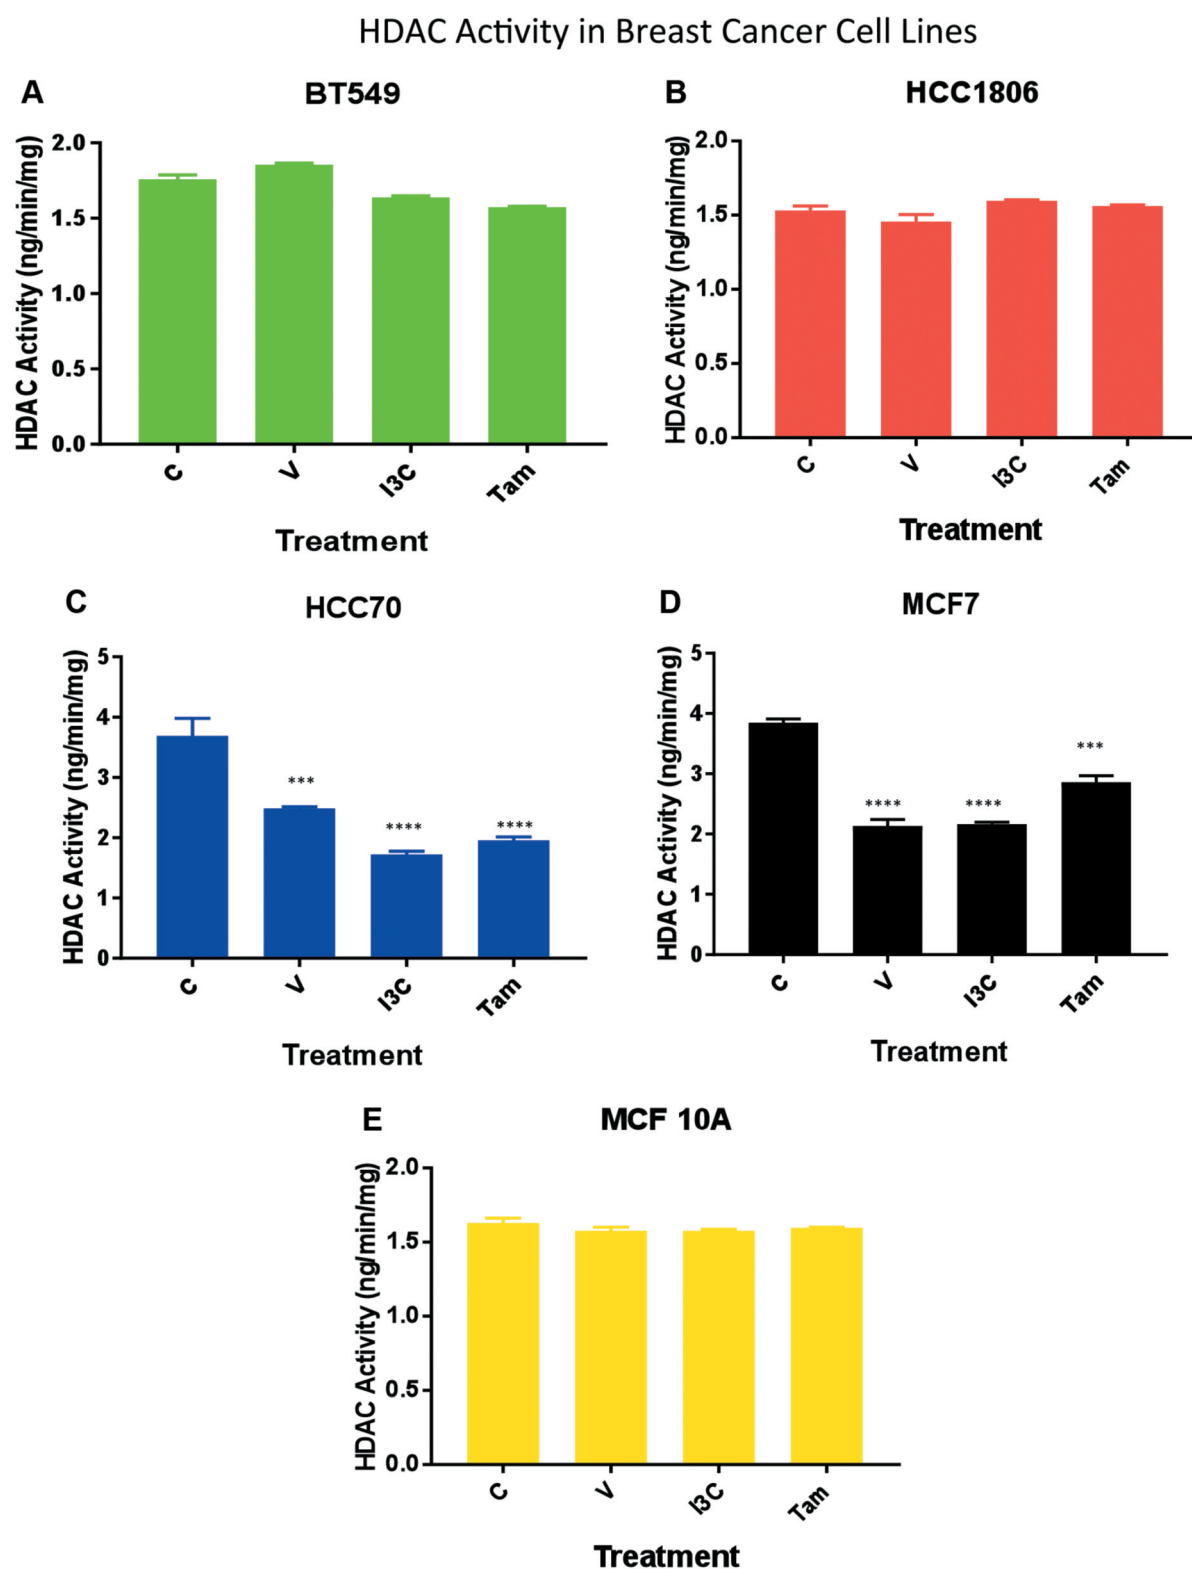 HDAC Activity in Breast Cancer Cell Lines
A
BT549
HDAC Activity (ng/min/mg)
2.0
1.5
1.0
0.5
0.0
C
V
I3C
Tam
Treatment
B
HCC1806
HDAC Activity (ng/min/mg)
2.0
1.5
1.0
0.5
0.0
C
V
I3C
Tam
Treatment
C
HCC70
HDAC Activity (ng/min/mg)
5
4
3
2
1
0
***
****
****
C
V
I3C
Tam
Treatment
D
MCF7
HDAC Activity (ng/min/mg)
5
4
3
2
1
0
****
****
***
C
V
I3C
Tam
Treatment
E
MCF 10A
HDAC Activity (ng/min/mg)
2.0
1.5
1.0
0.5
0.0
C
V
I3C
Tam
Treatment